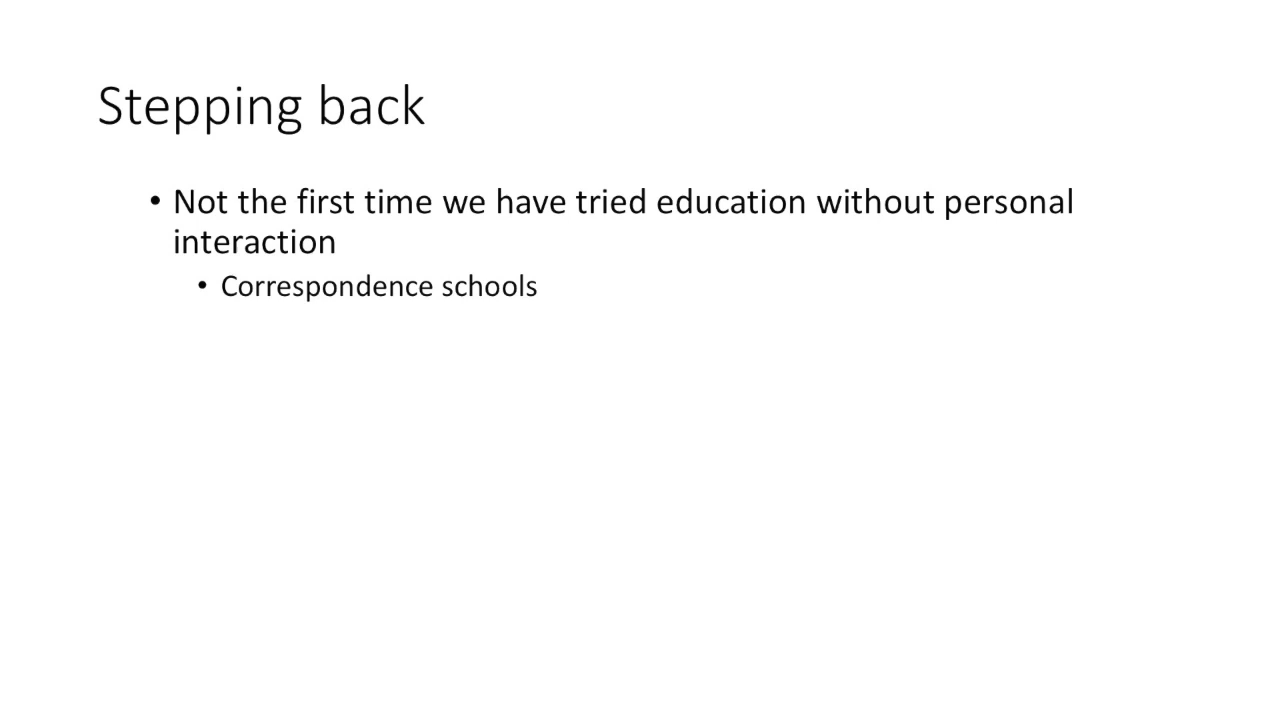 Stepping back
• Not the first time we have tried education without personal
interaction
• Correspondence schools